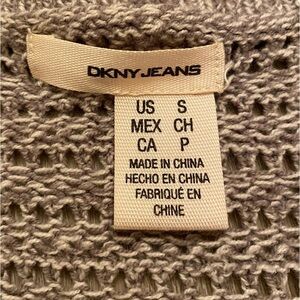 DKNY JEANS
US S
MEX CH
CA P
MADE IN CHINA
HECHO EN CHINA
FABRIQUÉ EN
CHINE